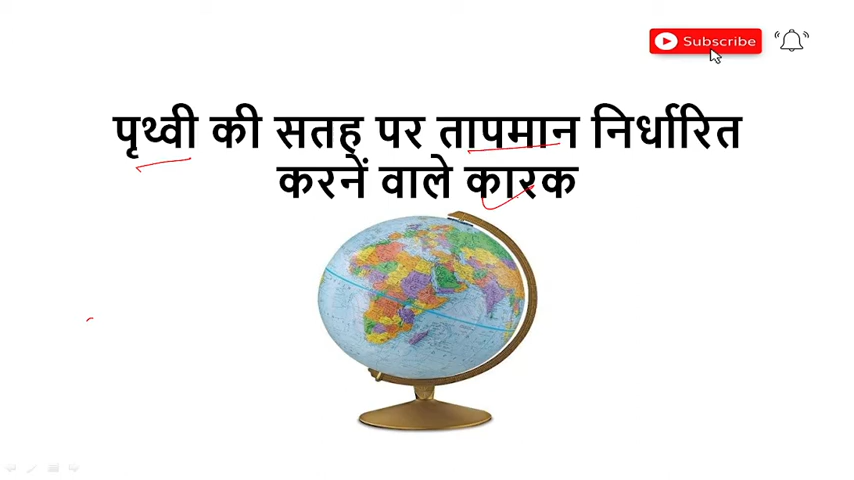 Subscribe
पृथ्वी की सतह पर तापमान निर्धारित
करनें वाले कारक